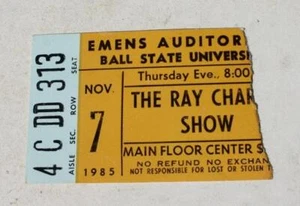 EMENS AUDITOR
BALL STATE UNIVERSI
Thursday Eve., 8:00
NOV.
7
1985
THE RAY CHAR
SHOW
MAIN FLOOR CENTER $
NO REFUND NO EXCHAN
NOT RESPONSIBLE FOR LOST OR STOLEN T
4 C DD 313
AISLE SEC. ROW SEAT